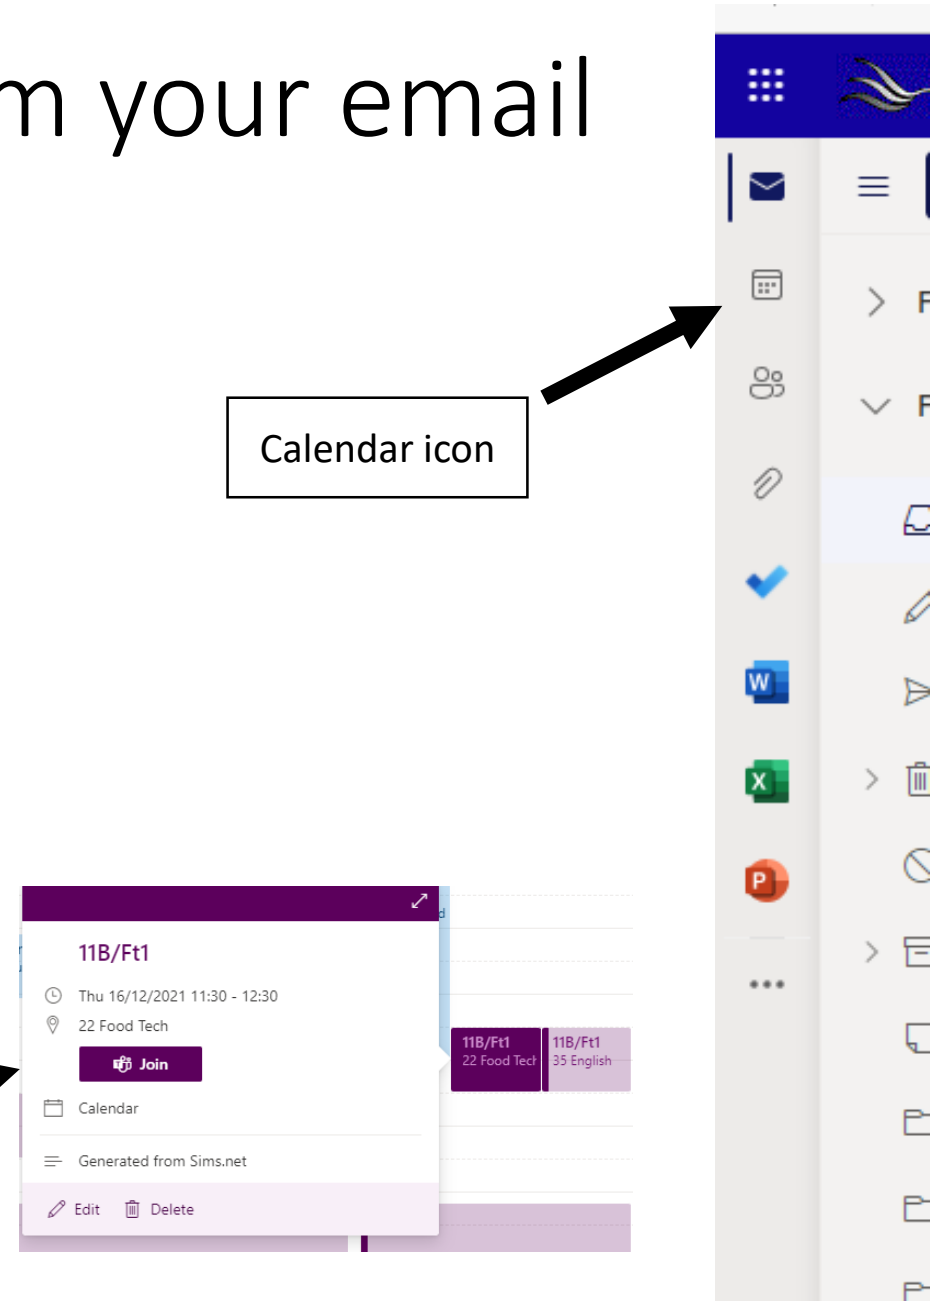 your email
Calendar icon
F
F
W
X
P
11B/Ft1
Thu 16/12/2021 11:30 - 12:30
22 Food Tech
Join
Calendar
Generated from Sims.net
Edit Delete
11B/Ft1
22 Food Tech
11B/Ft1
35 English